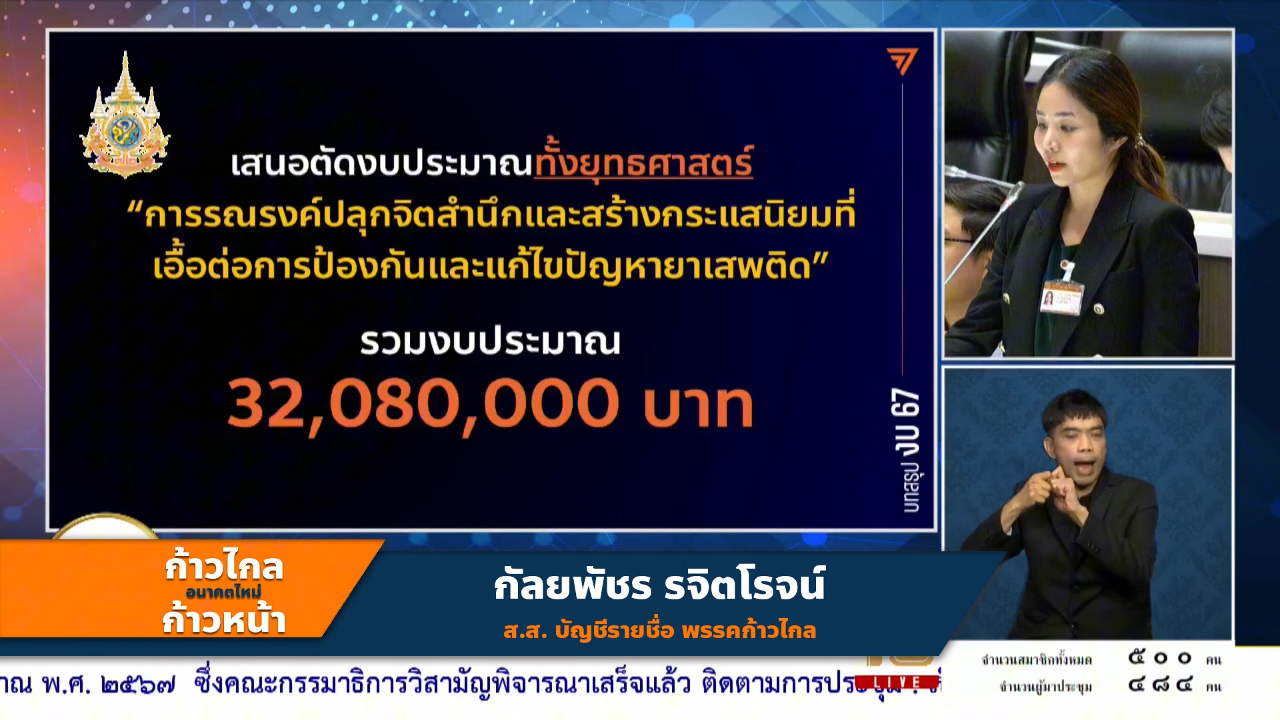 เสนอตัดงบประมาณทั้งยุทธศาสตร์
“การรณรงค์ปลุกจิตสำนึกและสร้างกระแสนิยมที่
เอื้อต่อการป้องกันและแก้ไขปัญหายาเสพติด”
รวมงบประมาณ
32,080,000 บาท
บทสรุป งบ 67
ก้าวไกล
อนาคตใหม่
ก้าวหน้า
กัลยพัชร รจิตโรจน์
ส.ส. บัญชีรายชื่อ พรรคก้าวไกล
าณ พ.ศ. ๒๕๖๗ ซึ่งคณะกรรมาธิการวิสามัญพิจารณาเสร็จแล้ว ติดตามการประชุม
LIVE
จำนวนสมาชิกทั้งหมด ๕๐๐ คน
จำนวนผู้มาประชุม ๔๘๔ คน